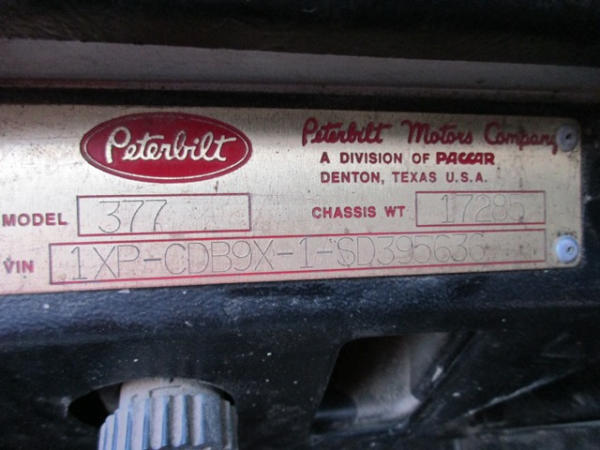 Peterbilt
Peterbilt Motors Company
A DIVISION OF PACCAR
DENTON, TEXAS U.S.A.
MODEL 377 CHASSIS WT 17285
VIN 1XP-CDB9X-1-SD395636